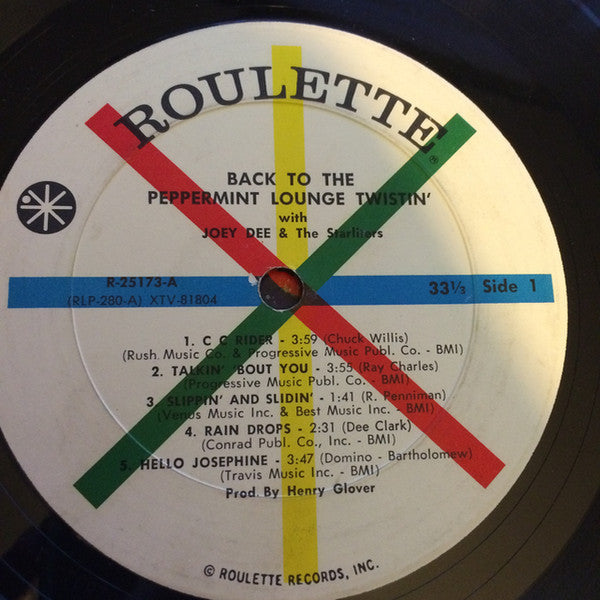 ROULETTE
®
BACK TO THE
PEPPERMINT LOUNGE TWISTIN'
with
JOEY DEE & The Starliters
R-25173-A
(RLP-280-A) XTV-81804
33⅓ Side 1
1. C C RIDER - 3:59 (Chuck Willis)
(Rush Music Co. & Progressive Music Publ. Co. - BMI)
2. TALKIN' 'BOUT YOU - 3:55 (Ray Charles)
(Progressive Music Publ. Co. - BMI)
3. SLIPPIN' AND SLIDIN' - 1:41 (R. Penniman)
(Venus Music Inc. & Best Music Inc. - BMI)
4. RAIN DROPS - 2:31 (Dee Clark)
(Conrad Publ. Co., Inc. - BMI)
5. HELLO JOSEPHINE - 3:47 (Domino - Bartholomew)
(Travis Music Inc. - BMI)
Prod. By Henry Glover
© ROULETTE RECORDS, INC.